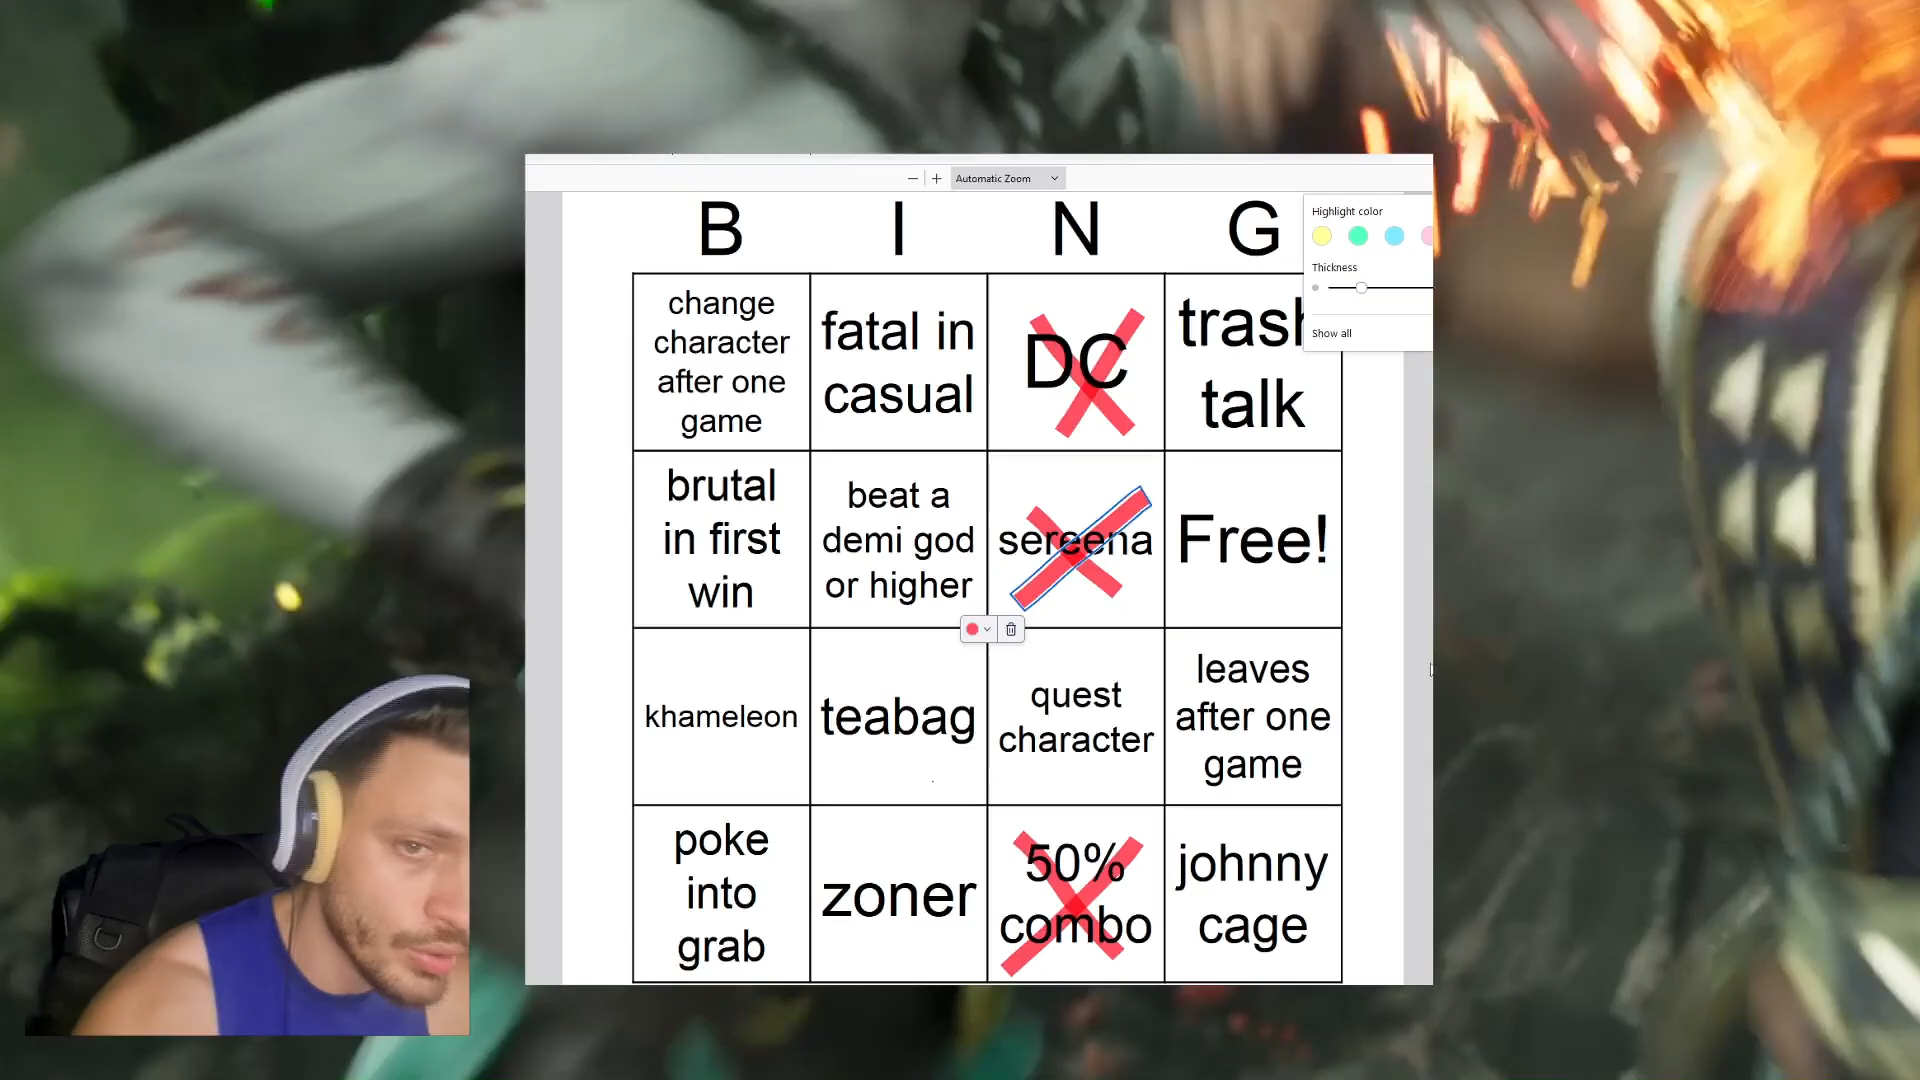 Automatic Zoom
B I N G
Highlight color
Thickness
Show all
change
character
after one
game
fatal in
casual
DC
trash
talk
brutal
in first
win
beat a
demi god
or higher
sereena
Free!
khameleon
teabag
quest
character
leaves
after one
game
poke
into
grab
zoner
50%
combo
johnny
cage